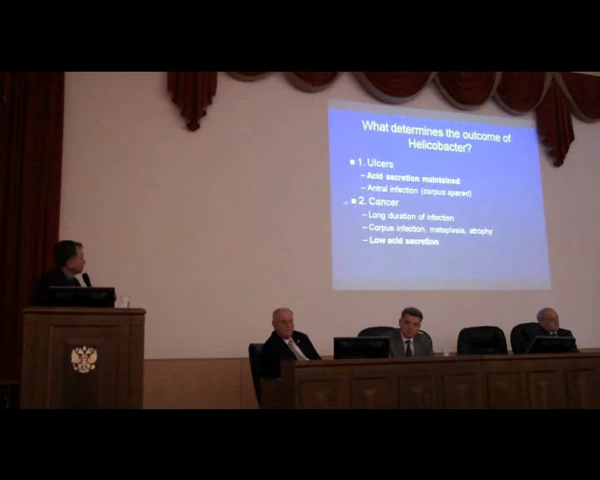 What determines the outcome of
Helicobacter?
1. Ulcers
– Acid secretion maintained
– Antral infection (corpus spared)
2. Cancer
– Long duration of infection
– Corpus infection, metaplasia, atrophy
– Low acid secretion